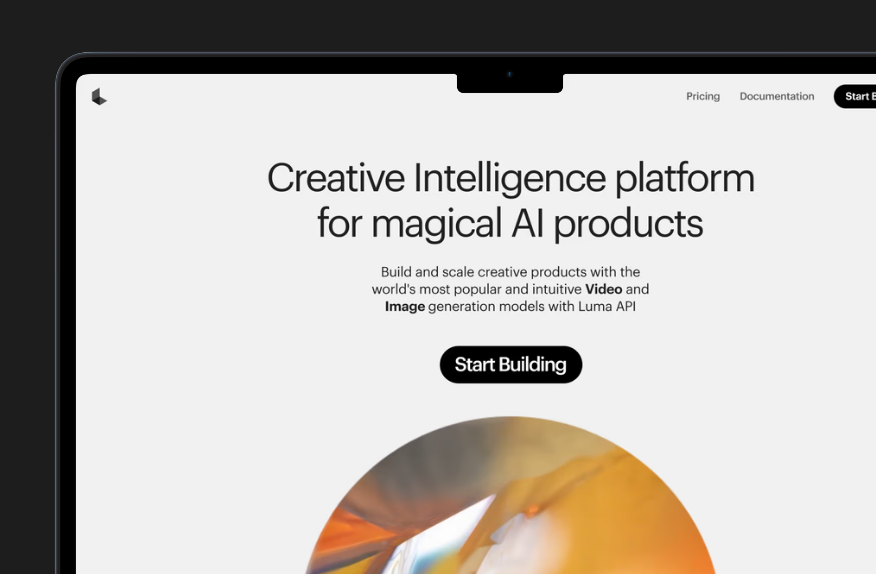 Pricing
Documentation
Start
Creative Intelligence platform
for magical AI products
Build and scale creative products with the
world's most popular and intuitive Video and
Image generation models with Luma API
Start Building